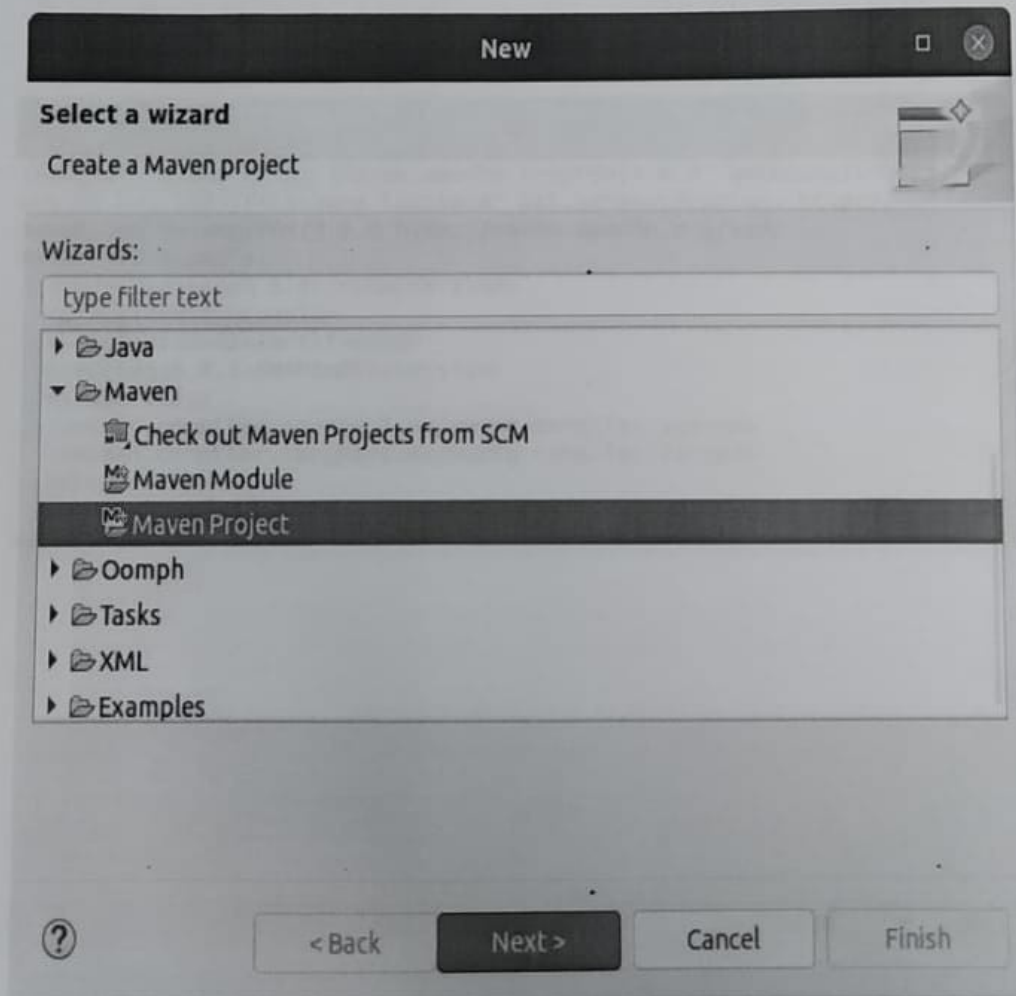 New
Select a wizard
Create a Maven project
Wizards:
type filter text
Java
Maven
Check out Maven Projects from SCM
Maven Module
Maven Project
Oomph
Tasks
XML
Examples
? < Back Next > Cancel Finish